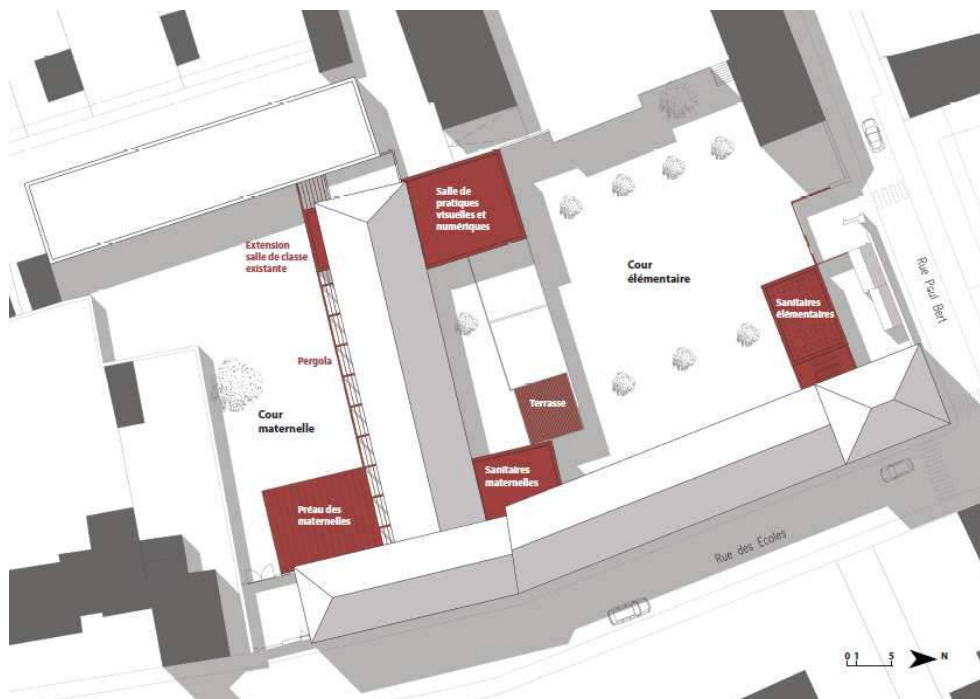 Salle de
pratiques
visuelles et
numériques
Extension
salle de classe
existante
Cour
élémentaire
Sanitaires
élémentaires
Rue Paul Bert
Pergola
Cour
maternelle
Terrasse
Sanitaires
maternelles
Préau des
maternelles
Rue des Ecoles
0 1 5 N